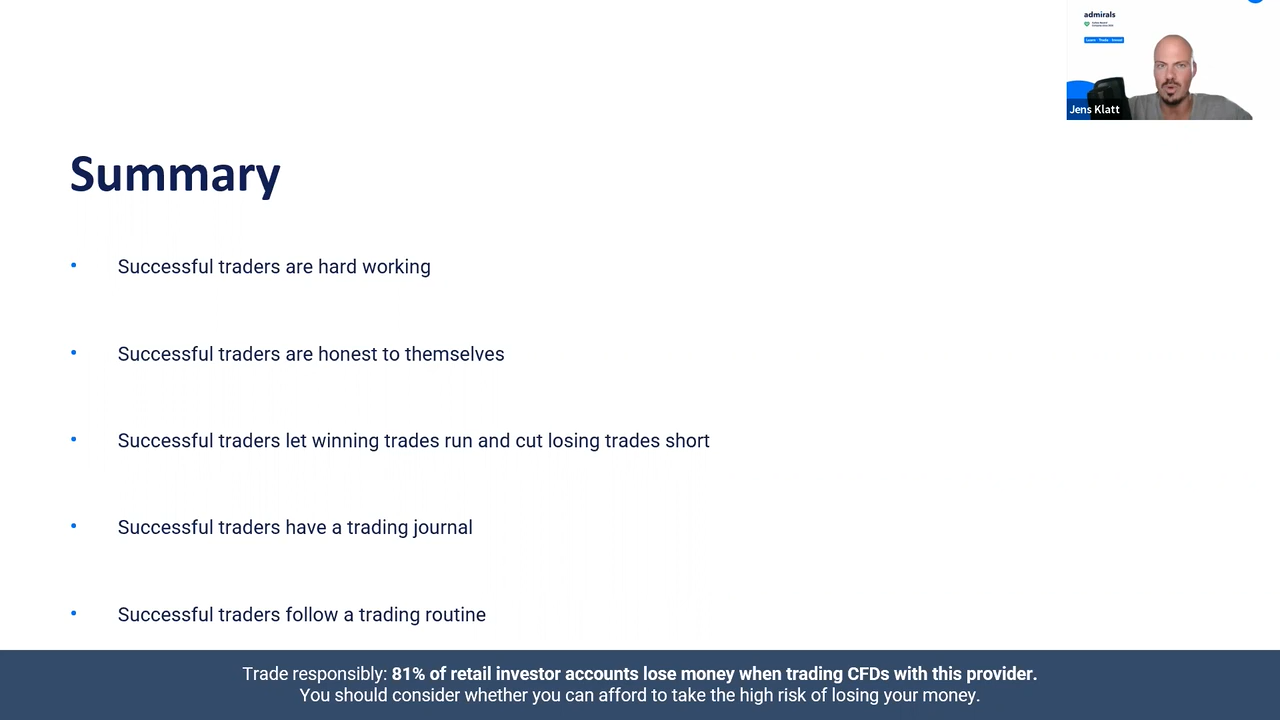 admirals
Jens Klatt
Summary
• Successful traders are hard working
• Successful traders are honest to themselves
• Successful traders let winning trades run and cut losing trades short
• Successful traders have a trading journal
• Successful traders follow a trading routine
Trade responsibly: 81% of retail investor accounts lose money when trading CFDs with this provider.
You should consider whether you can afford to take the high risk of losing your money.